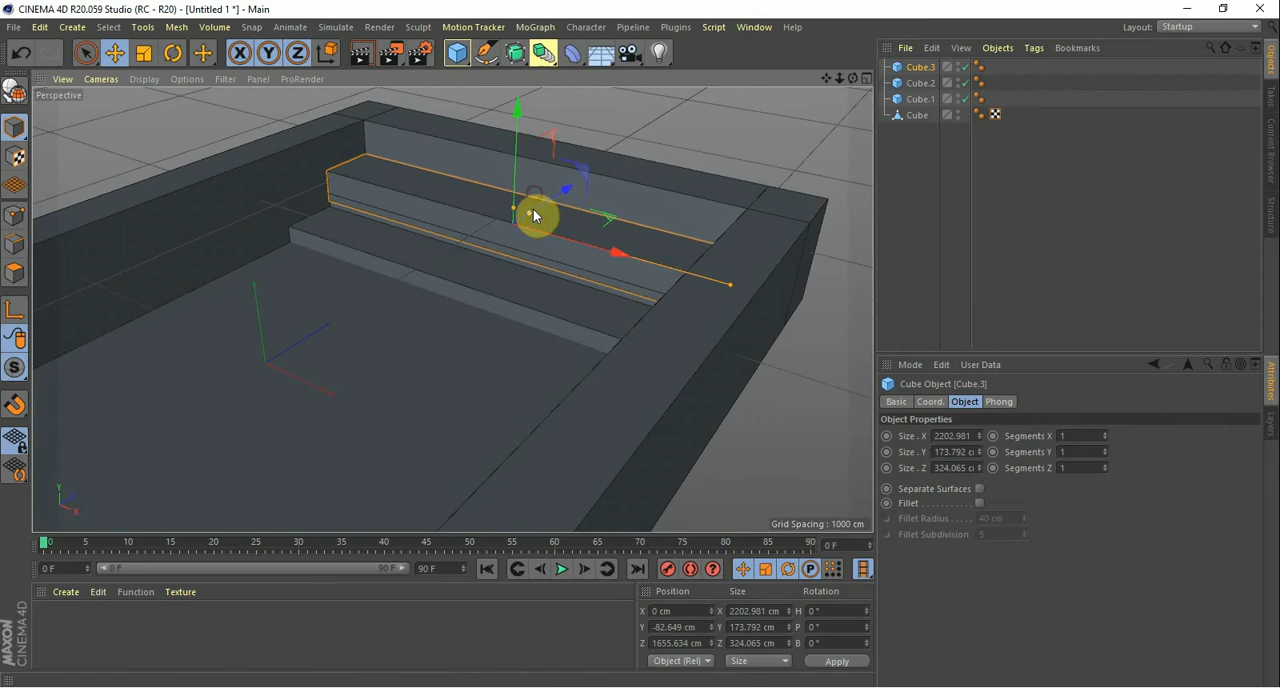 CINEMA 4D R20.059 Studio (RC - R20) - [Untitled 1 *] - Main
File Edit Create Select Tools Mesh Volume Snap Animate Simulate Render Sculpt Motion Tracker MoGraph Character Pipeline Plugins Script Window Help Layout: Startup
File Edit View Objects Tags Bookmarks
View Cameras Display Options Filter Panel ProRender
Perspective
Cube.3
Cube.2
Cube.1
Cube
Objects
Takes
Content Browser
Structure
Mode Edit User Data
Cube Object [Cube.3]
Basic Coord. Object Phong
Object Properties
Size . X 2202.981 Segments X 1
Size . Y 173.792 c Segments Y 1
Size . Z 324.065 c Segments Z 1
Separate Surfaces
Fillet
Fillet Radius . . . . . 40 cm
Fillet Subdivision 5
Attributes
Layers
Y
Z
X
Grid Spacing : 1000 cm
0 5 10 15 20 25 30 35 40 45 50 55 60 65 70 75 80 85 90 0 F
0 F 0 F 90 F 90 F
Create Edit Function Texture
Position Size Rotation
X 0 cm X 2202.981 cm H 0 °
Y -82.649 cm Y 173.792 cm P 0 °
Z 1655.634 cm Z 324.065 cm B 0 °
Object (Rel) Size Apply
MAXON CINEMA 4D